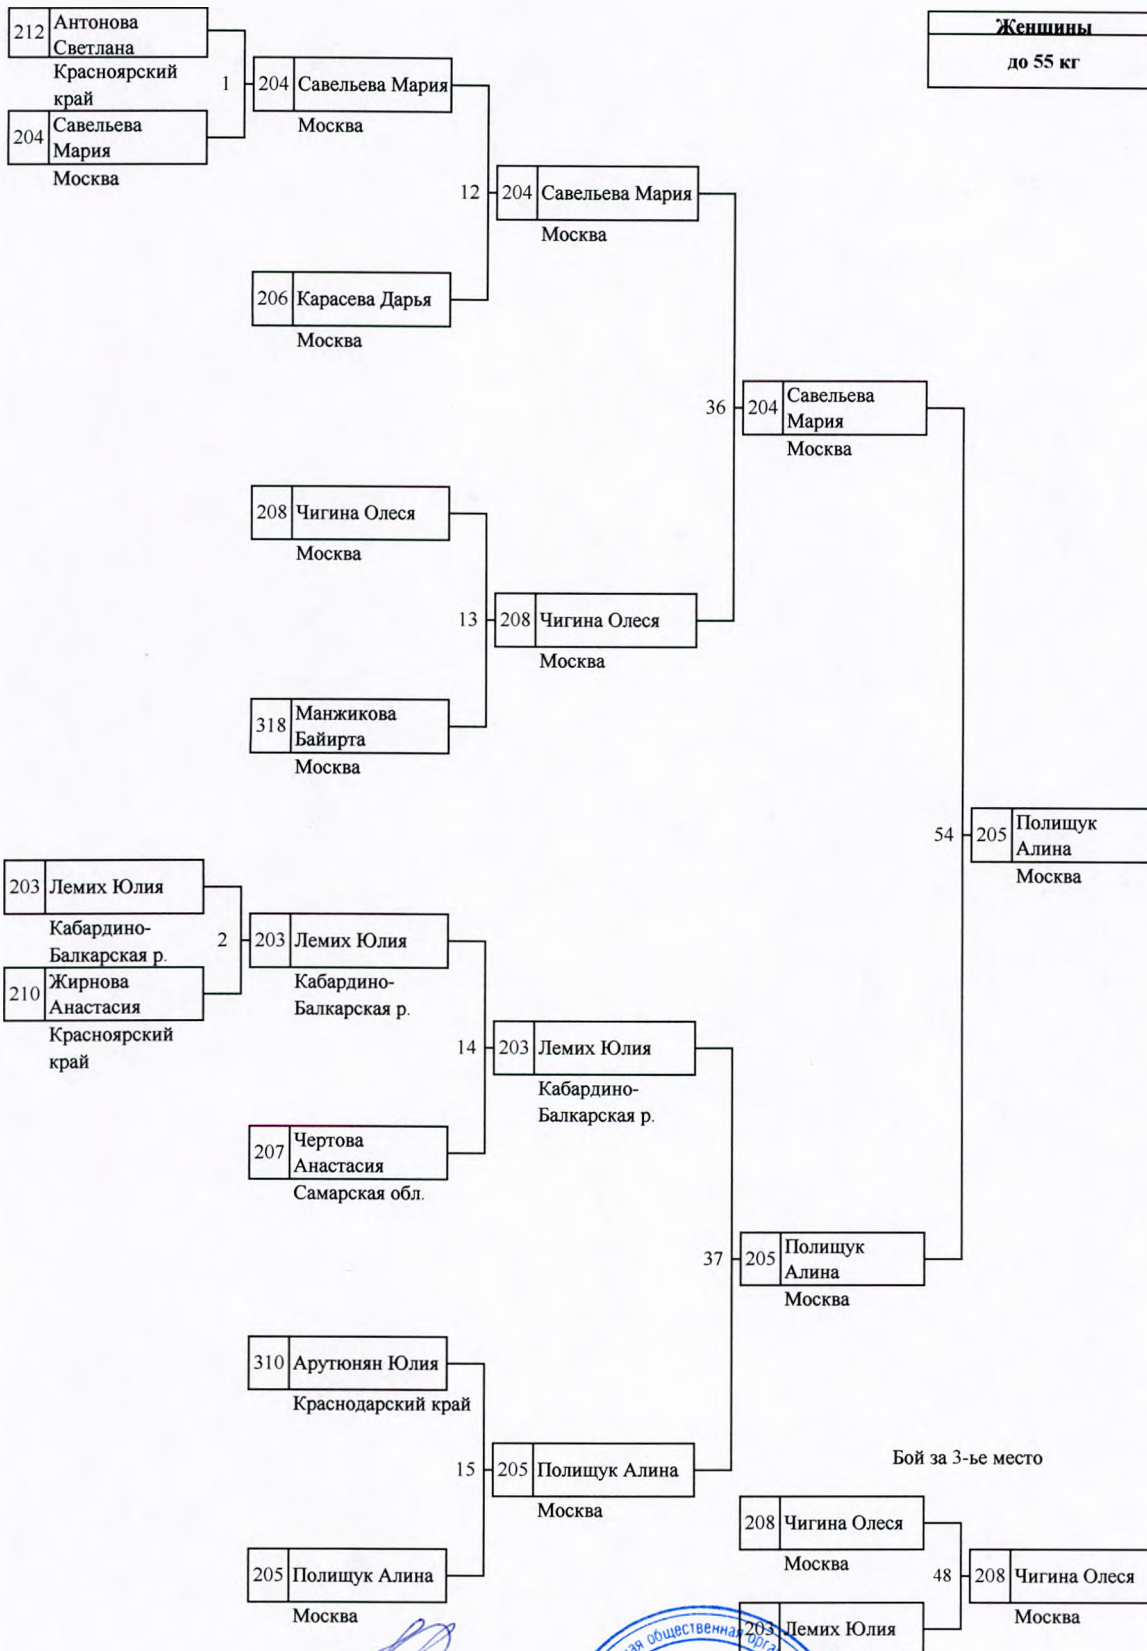 Женщины
до 55 кг
212 Антонова
Светлана
Красноярский
край
1
204 Савельева
Мария
Москва
204 Савельева Мария
Москва
12
206 Карасева Дарья
Москва
204 Савельева Мария
Москва
36
208 Чигина Олеся
Москва
13
318 Манжикова
Байирта
Москва
208 Чигина Олеся
Москва
204 Савельева
Мария
Москва
54
205 Полищук
Алина
Москва
203 Лемих Юлия
Кабардино-
Балкарская р.
2
210 Жирнова
Анастасия
Красноярский
край
203 Лемих Юлия
Кабардино-
Балкарская р.
14
207 Чертова
Анастасия
Самарская обл.
203 Лемих Юлия
Кабардино-
Балкарская р.
37
205 Полищук
Алина
Москва
310 Арутюнян Юлия
Краснодарский край
15
205 Полищук Алина
Москва
205 Полищук Алина
Москва
Бой за 3-ье место
208 Чигина Олеся
Москва
48
203 Лемих Юлия
208 Чигина Олеся
Москва
общественная